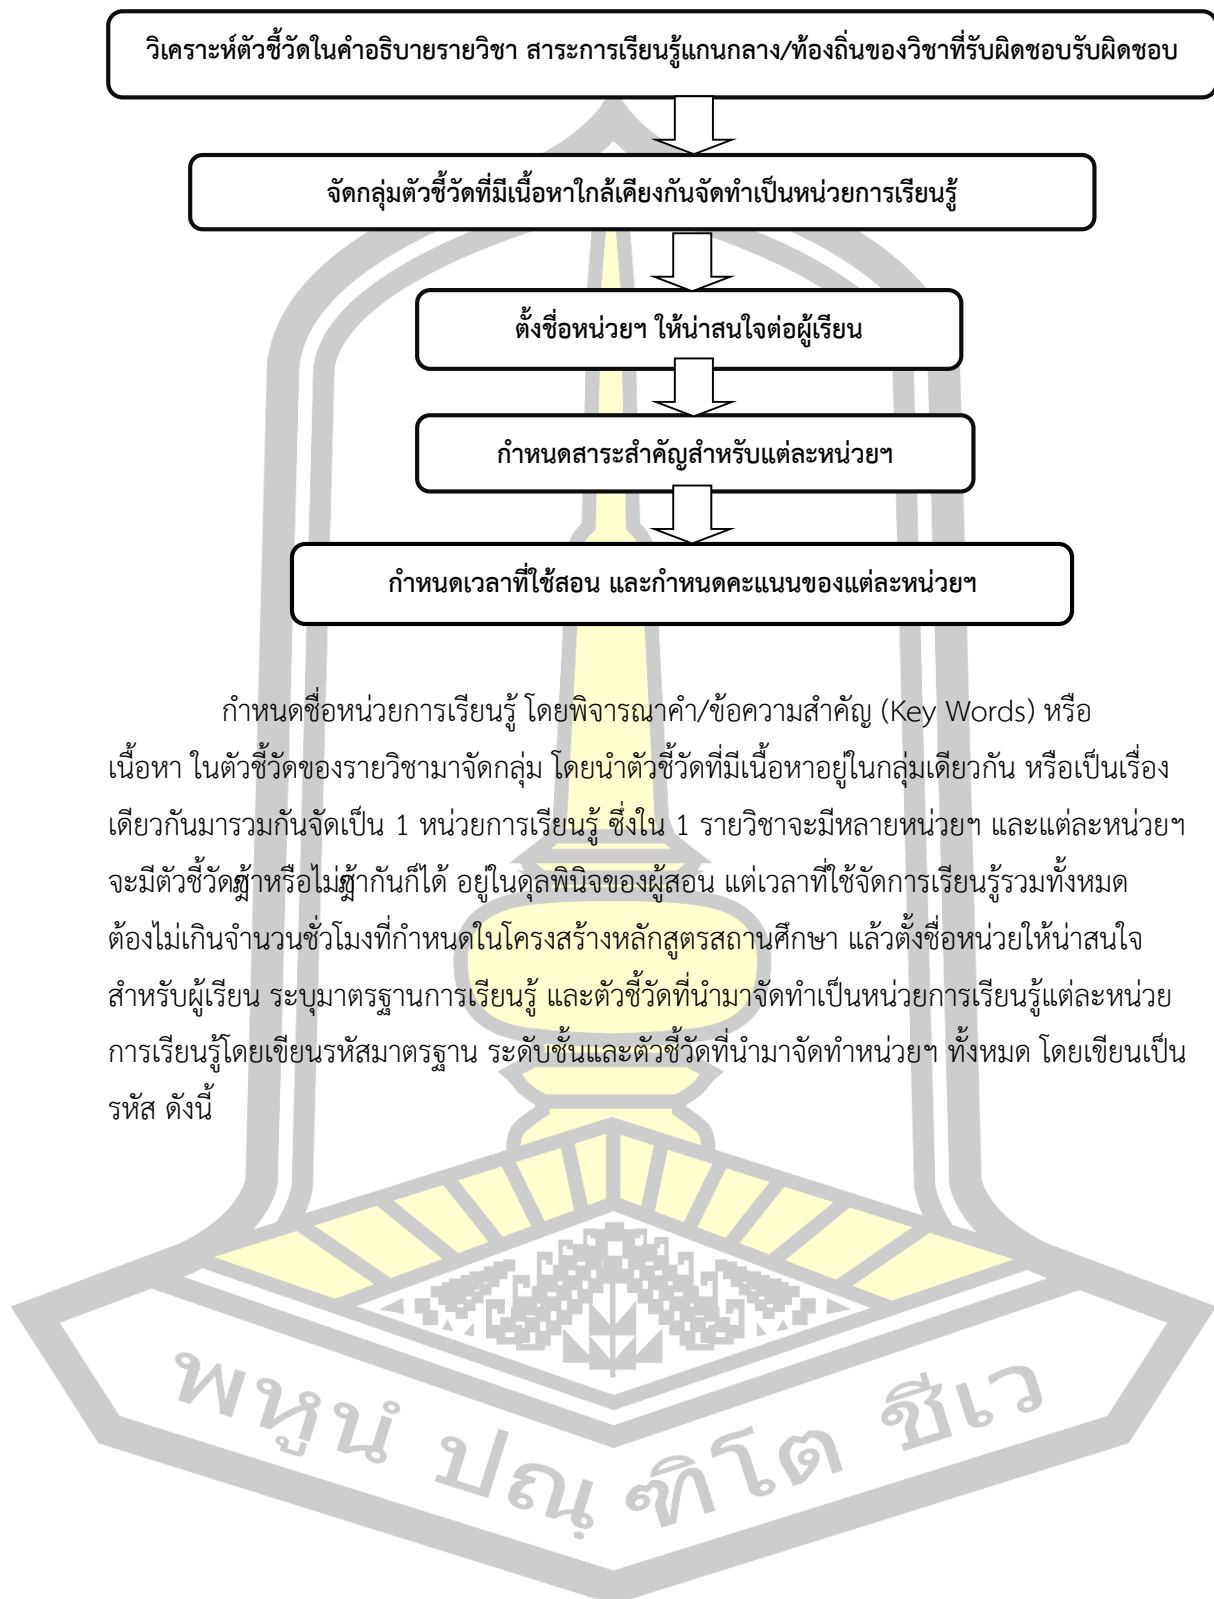 วิเคราะห์ตัวชี้วัดในคำอธิบายรายวิชา สาระการเรียนรู้แกนกลาง/ท้องถิ่นของวิชาที่รับผิดชอบรับผิดชอบ
จัดกลุ่มตัวชี้วัดที่มีเนื้อหาใกล้เคียงกันจัดทำเป็นหน่วยการเรียนรู้
ตั้งชื่อหน่วยฯ ให้น่าสนใจต่อผู้เรียน
กำหนดสาระสำคัญสำหรับแต่ละหน่วยฯ
กำหนดเวลาที่ใช้สอน และกำหนดคะแนนของแต่ละหน่วยฯ
กำหนดชื่อหน่วยการเรียนรู้ โดยพิจารณาคำ/ข้อความสำคัญ (Key Words) หรือ
เนื้อหา ในตัวชี้วัดของรายวิชามาจัดกลุ่ม โดยนำตัวชี้วัดที่มีเนื้อหาอยู่ในกลุ่มเดียวกัน หรือเป็นเรื่อง
เดียวกันมารวมกันจัดเป็น 1 หน่วยการเรียนรู้ ซึ่งใน 1 รายวิชาจะมีหลายหน่วยฯ และแต่ละหน่วยฯ
จะมีตัวชี้วัดซ้ำหรือไม่ซ้ำกันก็ได้ อยู่ในดุลพินิจของผู้สอน แต่เวลาที่ใช้จัดการเรียนรู้รวมทั้งหมด
ต้องไม่เกินจำนวนชั่วโมงที่กำหนดในโครงสร้างหลักสูตรสถานศึกษา แล้วตั้งชื่อหน่วยให้น่าสนใจ
สำหรับผู้เรียน ระบุมาตรฐานการเรียนรู้ และตัวชี้วัดที่นำมาจัดทำเป็นหน่วยการเรียนรู้แต่ละหน่วย
การเรียนรู้โดยเขียนรหัสมาตรฐาน ระดับชั้นและตัวชี้วัดที่นำมาจัดทำหน่วยฯ ทั้งหมด โดยเขียนเป็น
รหัส ดังนี้
พหูนํ ปณฺฑิโต ชีเว